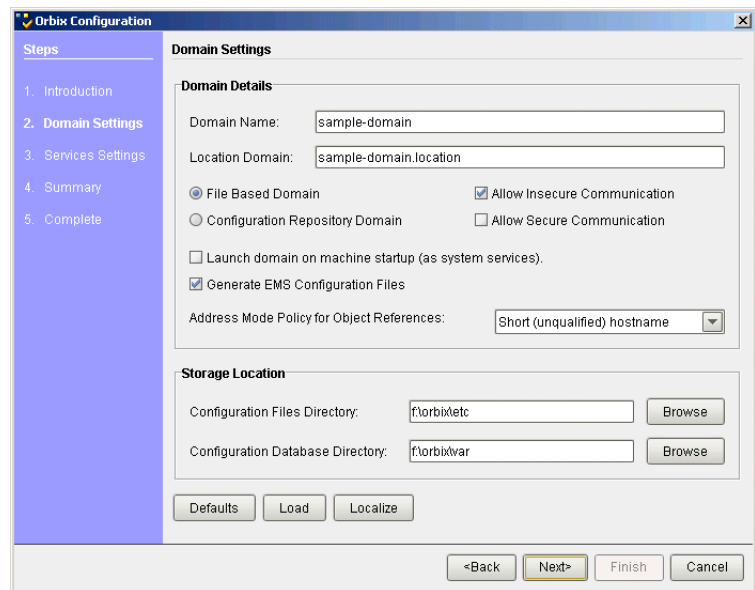 Orbix Configuration
Steps
1. Introduction
2. Domain Settings
3. Services Settings
4. Summary
5. Complete
Domain Settings
Domain Details
Domain Name: sample-domain
Location Domain: sample-domain.location
File Based Domain Allow Insecure Communication
Configuration Repository Domain Allow Secure Communication
Launch domain on machine startup (as system services).
Generate EMS Configuration Files
Address Mode Policy for Object References: Short (unqualified) hostname
Storage Location
Configuration Files Directory: f:\orbix\etc Browse
Configuration Database Directory: f:\orbix\var Browse
Defaults Load Localize
<Back Next> Finish Cancel